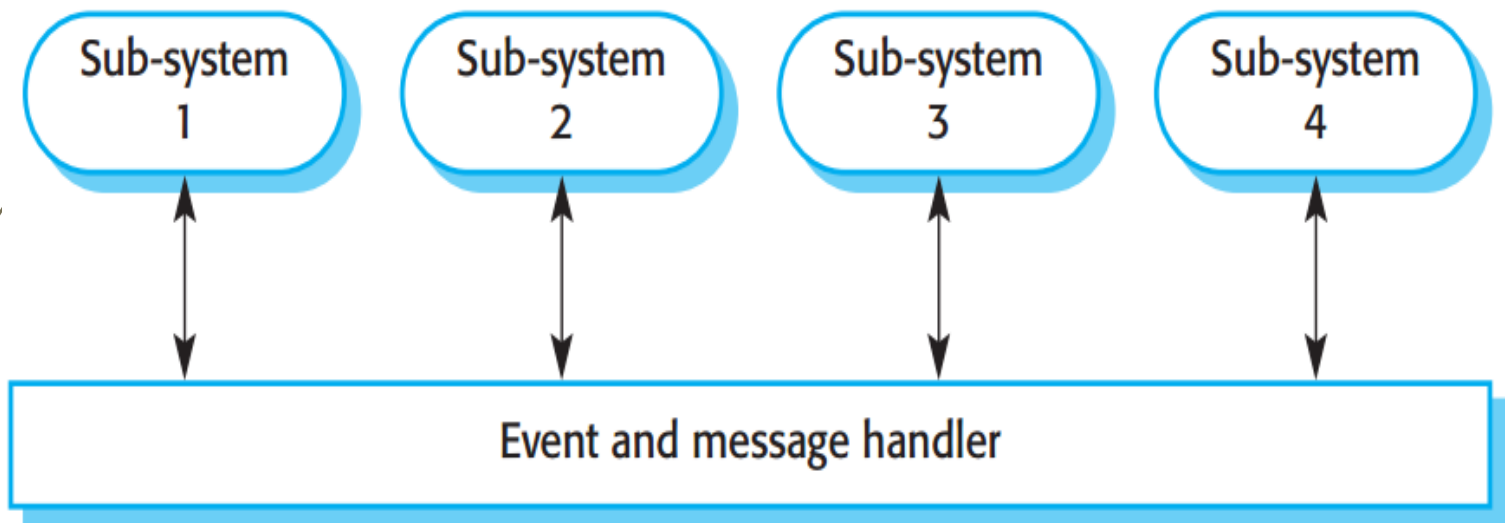 Sub-system
1
Sub-system
2
Sub-system
3
Sub-system
4
Event and message handler